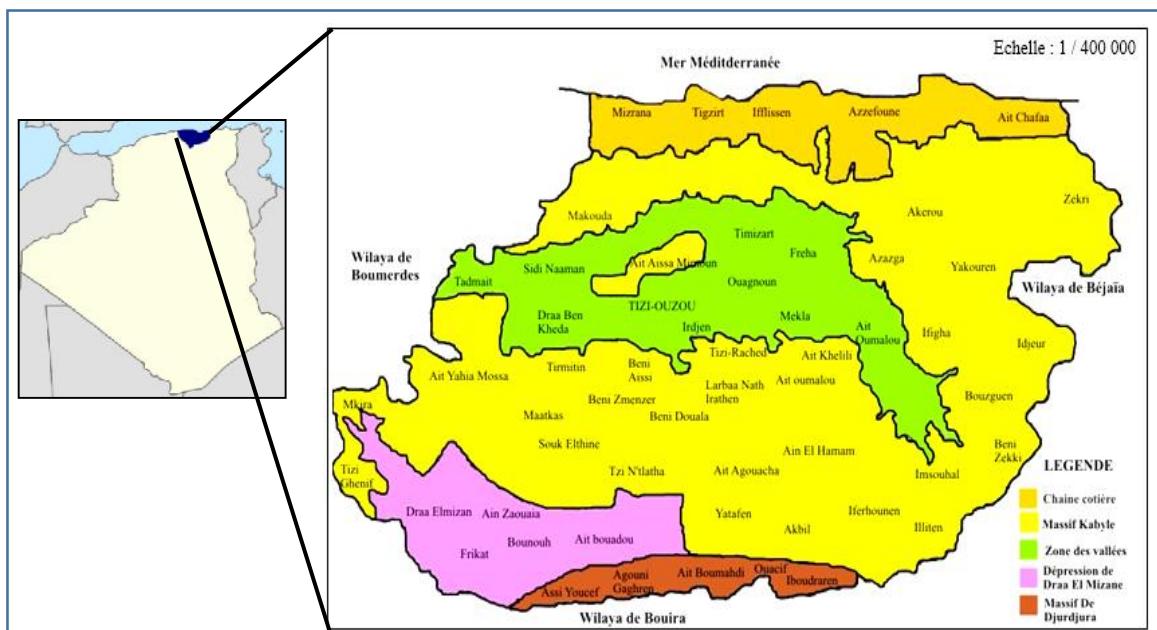 Echelle : 1 / 400 000
Mer Méditderranée
Mizrana
Tigzirt
Ifflissen
Azzefoune
Ait Chafaa
Zekri
Akerou
Makouda
Timizart
Freha
Wilaya de
Boumerdes
Ait Aissa Mimoun
Azazga
Yakouren
Sidi Naaman
Tadmait
Ouagnoun
Wilaya de Béjaïa
TIZI-OUZOU
Draa Ben
Kheda
Irdjen
Mekla
Ait
Oumalou
Ifigha
Idjeur
Tizi-Rached
Ait Khelili
Tirmitin
Beni
Aissi
Ait Yahia Mossa
Larbaa Nath
Irathen
Ait oumalou
Bouzguen
Mkira
Beni Zmenzer
Maatkas
Beni Douala
Souk Elthine
Ain El Hamam
Beni
Zekki
Tizi
Ghenif
Tzi N'tlatha
Ait Agouacha
Imsouhal
Draa Elmizan
Ain Zaouaia
Yatafen
Iferhounen
Akbil
Illiten
Bounouh
Ait bouadou
Frikat
Assi Youcef
Agouni
Gaghren
Ait Boumahdi
Ouacif
Iboudraren
Wilaya de Bouira
LEGENDE
Chaine cotière
Massif Kabyle
Zone des vallées
Dépression de
Draa El Mizane
Massif De
Djurdjura